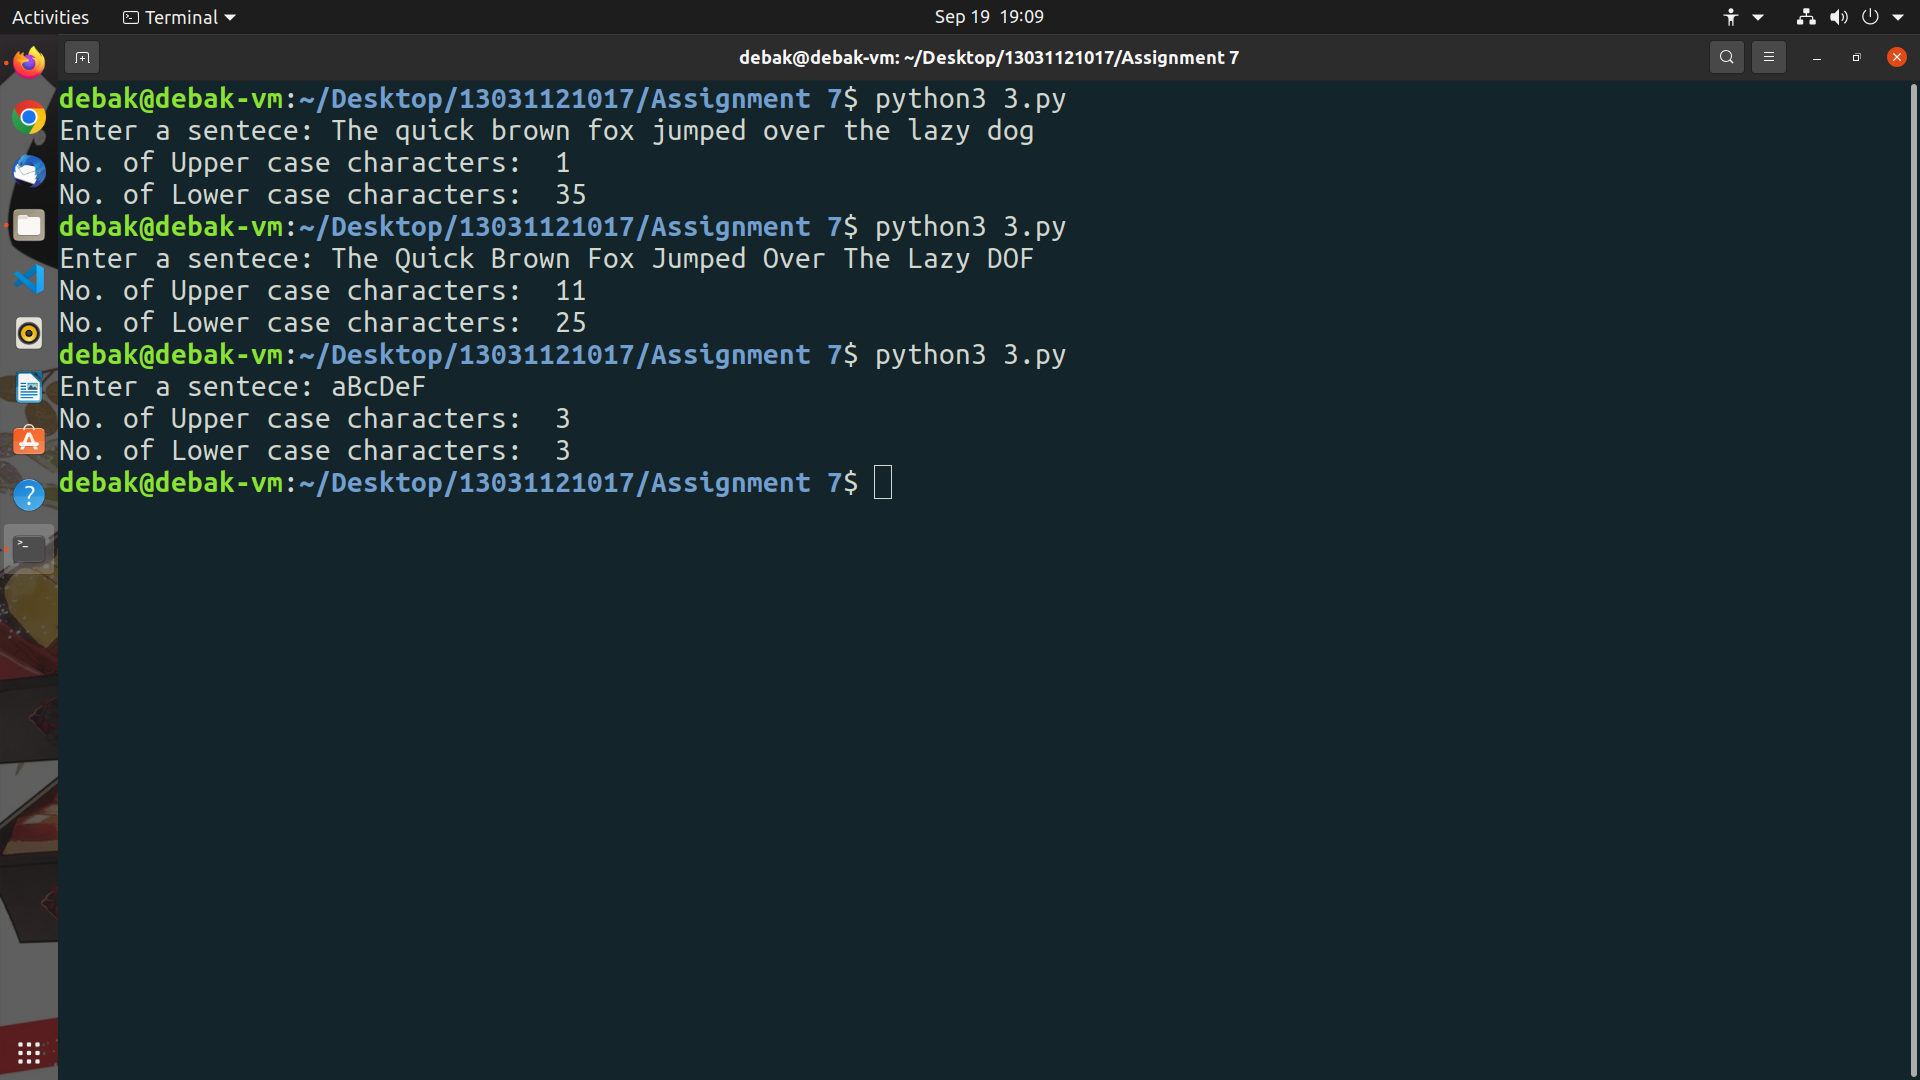 Activities Terminal Sep 19 19:09
debak@debak-vm: ~/Desktop/13031121017/Assignment 7
debak@debak-vm:~/Desktop/13031121017/Assignment 7$ python3 3.py
Enter a sentece: The quick brown fox jumped over the lazy dog
No. of Upper case characters:  1
No. of Lower case characters:  35
debak@debak-vm:~/Desktop/13031121017/Assignment 7$ python3 3.py
Enter a sentece: The Quick Brown Fox Jumped Over The Lazy DOF
No. of Upper case characters:  11
No. of Lower case characters:  25
debak@debak-vm:~/Desktop/13031121017/Assignment 7$ python3 3.py
Enter a sentece: aBcDeF
No. of Upper case characters:  3
No. of Lower case characters:  3
debak@debak-vm:~/Desktop/13031121017/Assignment 7$